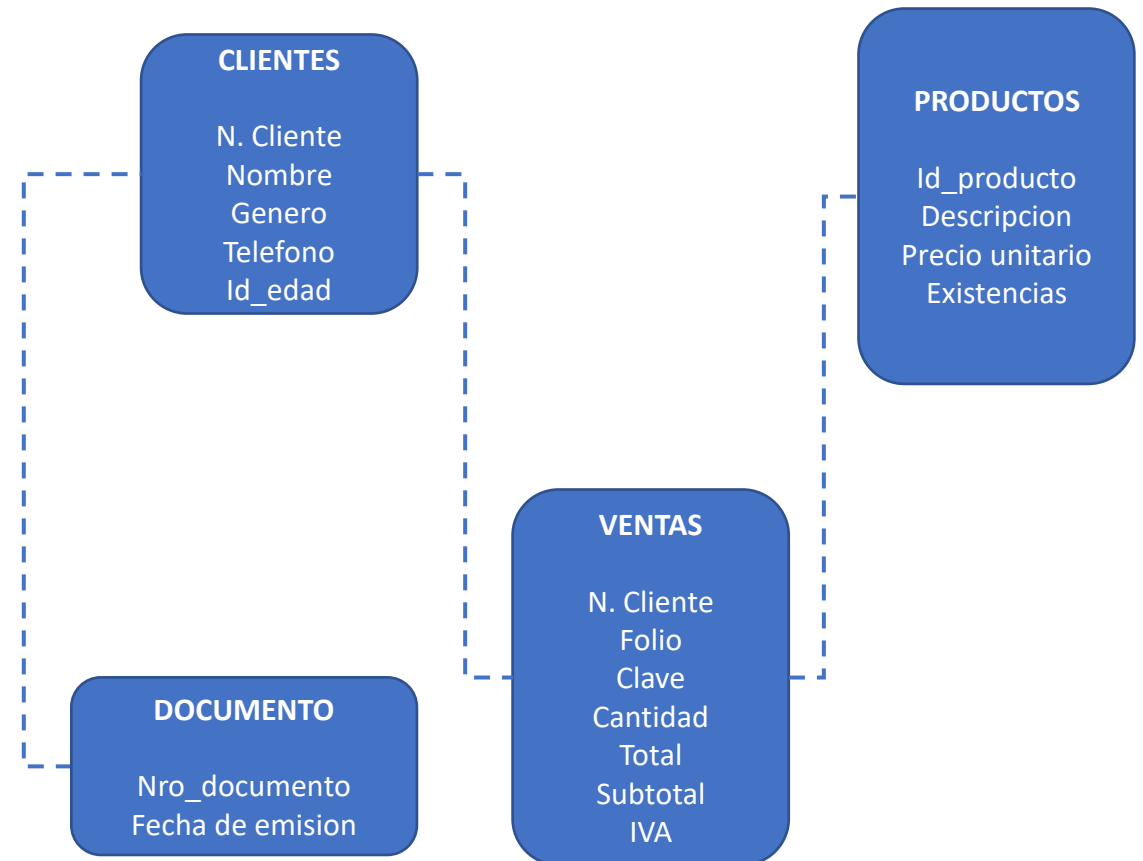 CLIENTES
N. Cliente
Nombre
Genero
Telefono
Id_edad
PRODUCTOS
Id_producto
Descripcion
Precio unitario
Existencias
VENTAS
N. Cliente
Folio
Clave
Cantidad
Total
Subtotal
IVA
DOCUMENTO
Nro_documento
Fecha de emision